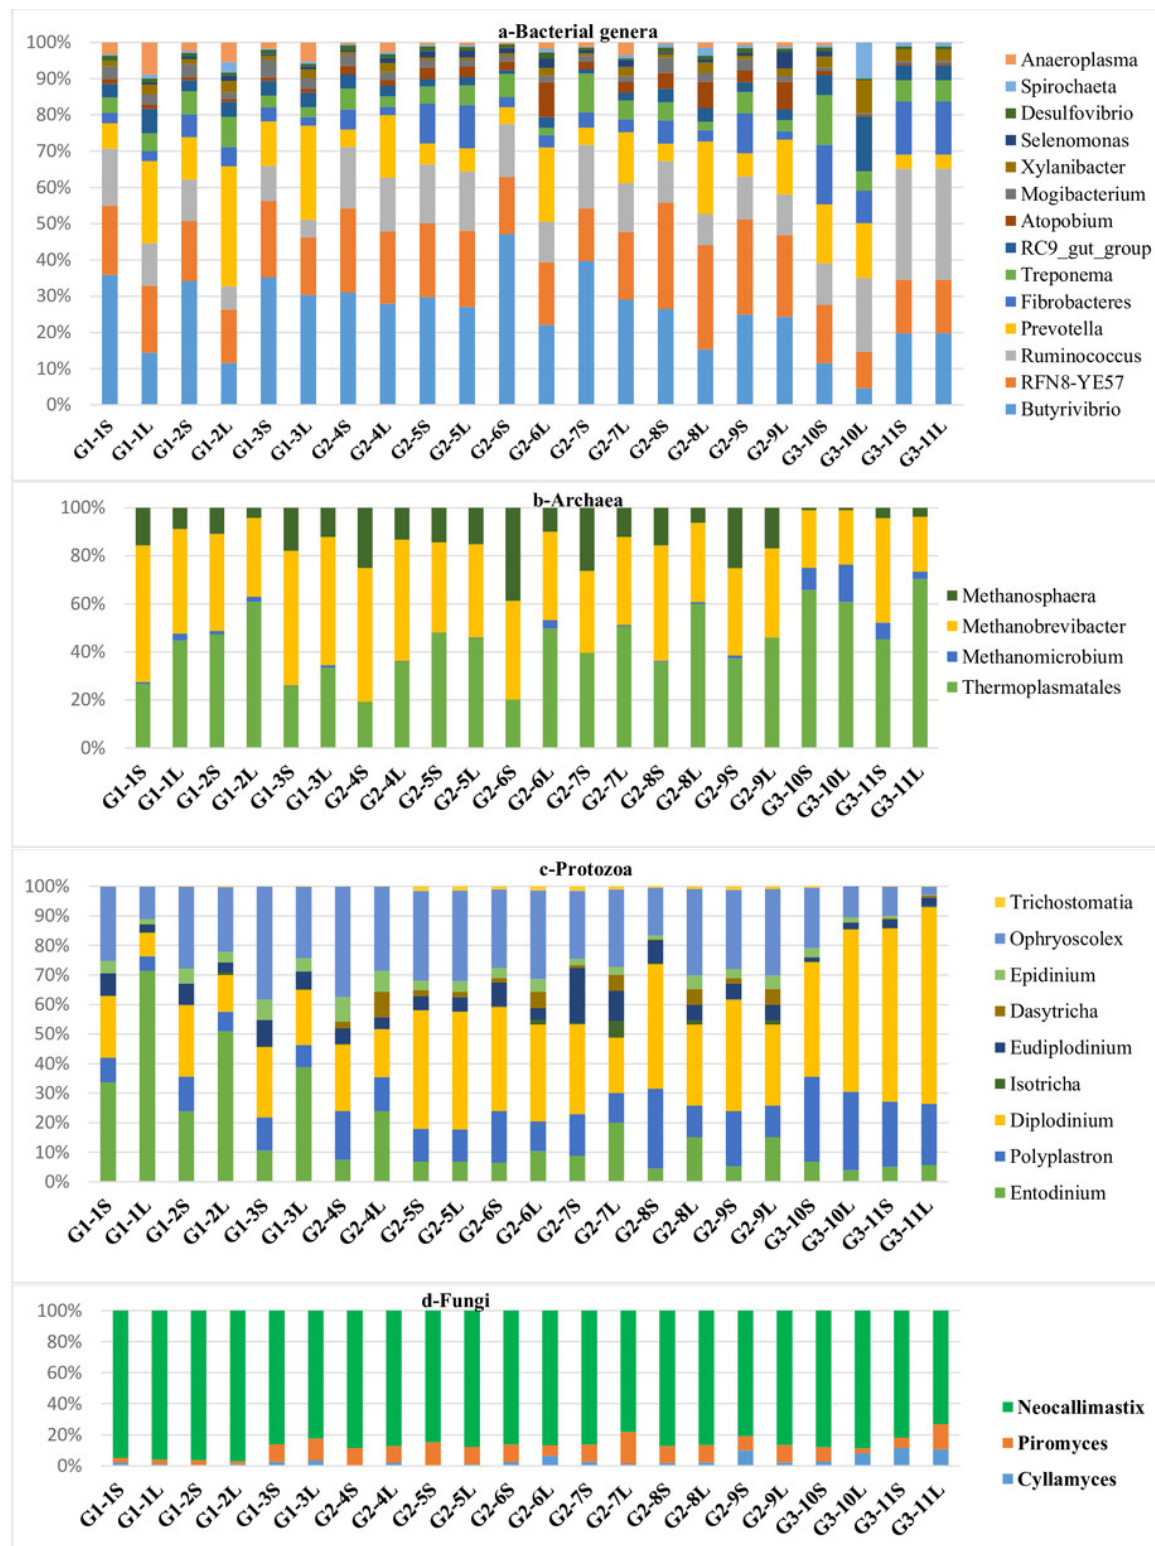 a-Bacterial genera
100%
90%
80%
70%
60%
50%
40%
30%
20%
10%
0%
G1-1S
G1-1L
G1-2S
G1-2L
G1-3S
G1-3L
G2-4S
G2-4L
G2-5S
G2-5L
G2-6S
G2-6L
G2-7S
G2-7L
G2-8S
G2-8L
G2-9S
G2-9L
G3-10S
G3-10L
G3-11S
G3-11L
Anaeroplasma
Spirochaeta
Desulfovibrio
Selenomonas
Xylanibacter
Mogibacterium
Atopobium
RC9_gut_group
Treponema
Fibrobacteres
Prevotella
Ruminococcus
RFN8-YE57
Butyrivibrio
b-Archaea
100%
80%
60%
40%
20%
0%
G1-1S
G1-1L
G1-2S
G1-2L
G1-3S
G1-3L
G2-4S
G2-4L
G2-5S
G2-5L
G2-6S
G2-6L
G2-7S
G2-7L
G2-8S
G2-8L
G2-9S
G2-9L
G3-10S
G3-10L
G3-11S
G3-11L
Methanosphaera
Methanobrevibacter
Methanomicrobium
Thermoplasmatales
c-Protozoa
100%
90%
80%
70%
60%
50%
40%
30%
20%
10%
0%
G1-1S
G1-1L
G1-2S
G1-2L
G1-3S
G1-3L
G2-4S
G2-4L
G2-5S
G2-5L
G2-6S
G2-6L
G2-7S
G2-7L
G2-8S
G2-8L
G2-9S
G2-9L
G3-10S
G3-10L
G3-11S
G3-11L
Trichostomatia
Ophryoscolex
Epidinium
Dasytricha
Eudiplodinium
Isotricha
Diplodinium
Polyplastron
Entodinium
d-Fungi
100%
80%
60%
40%
20%
0%
G1-1S
G1-1L
G1-2S
G1-2L
G1-3S
G1-3L
G2-4S
G2-4L
G2-5S
G2-5L
G2-6S
G2-6L
G2-7S
G2-7L
G2-8S
G2-8L
G2-9S
G2-9L
G3-10S
G3-10L
G3-11S
G3-11L
Neocallimastix
Piromyces
Cyllamyces